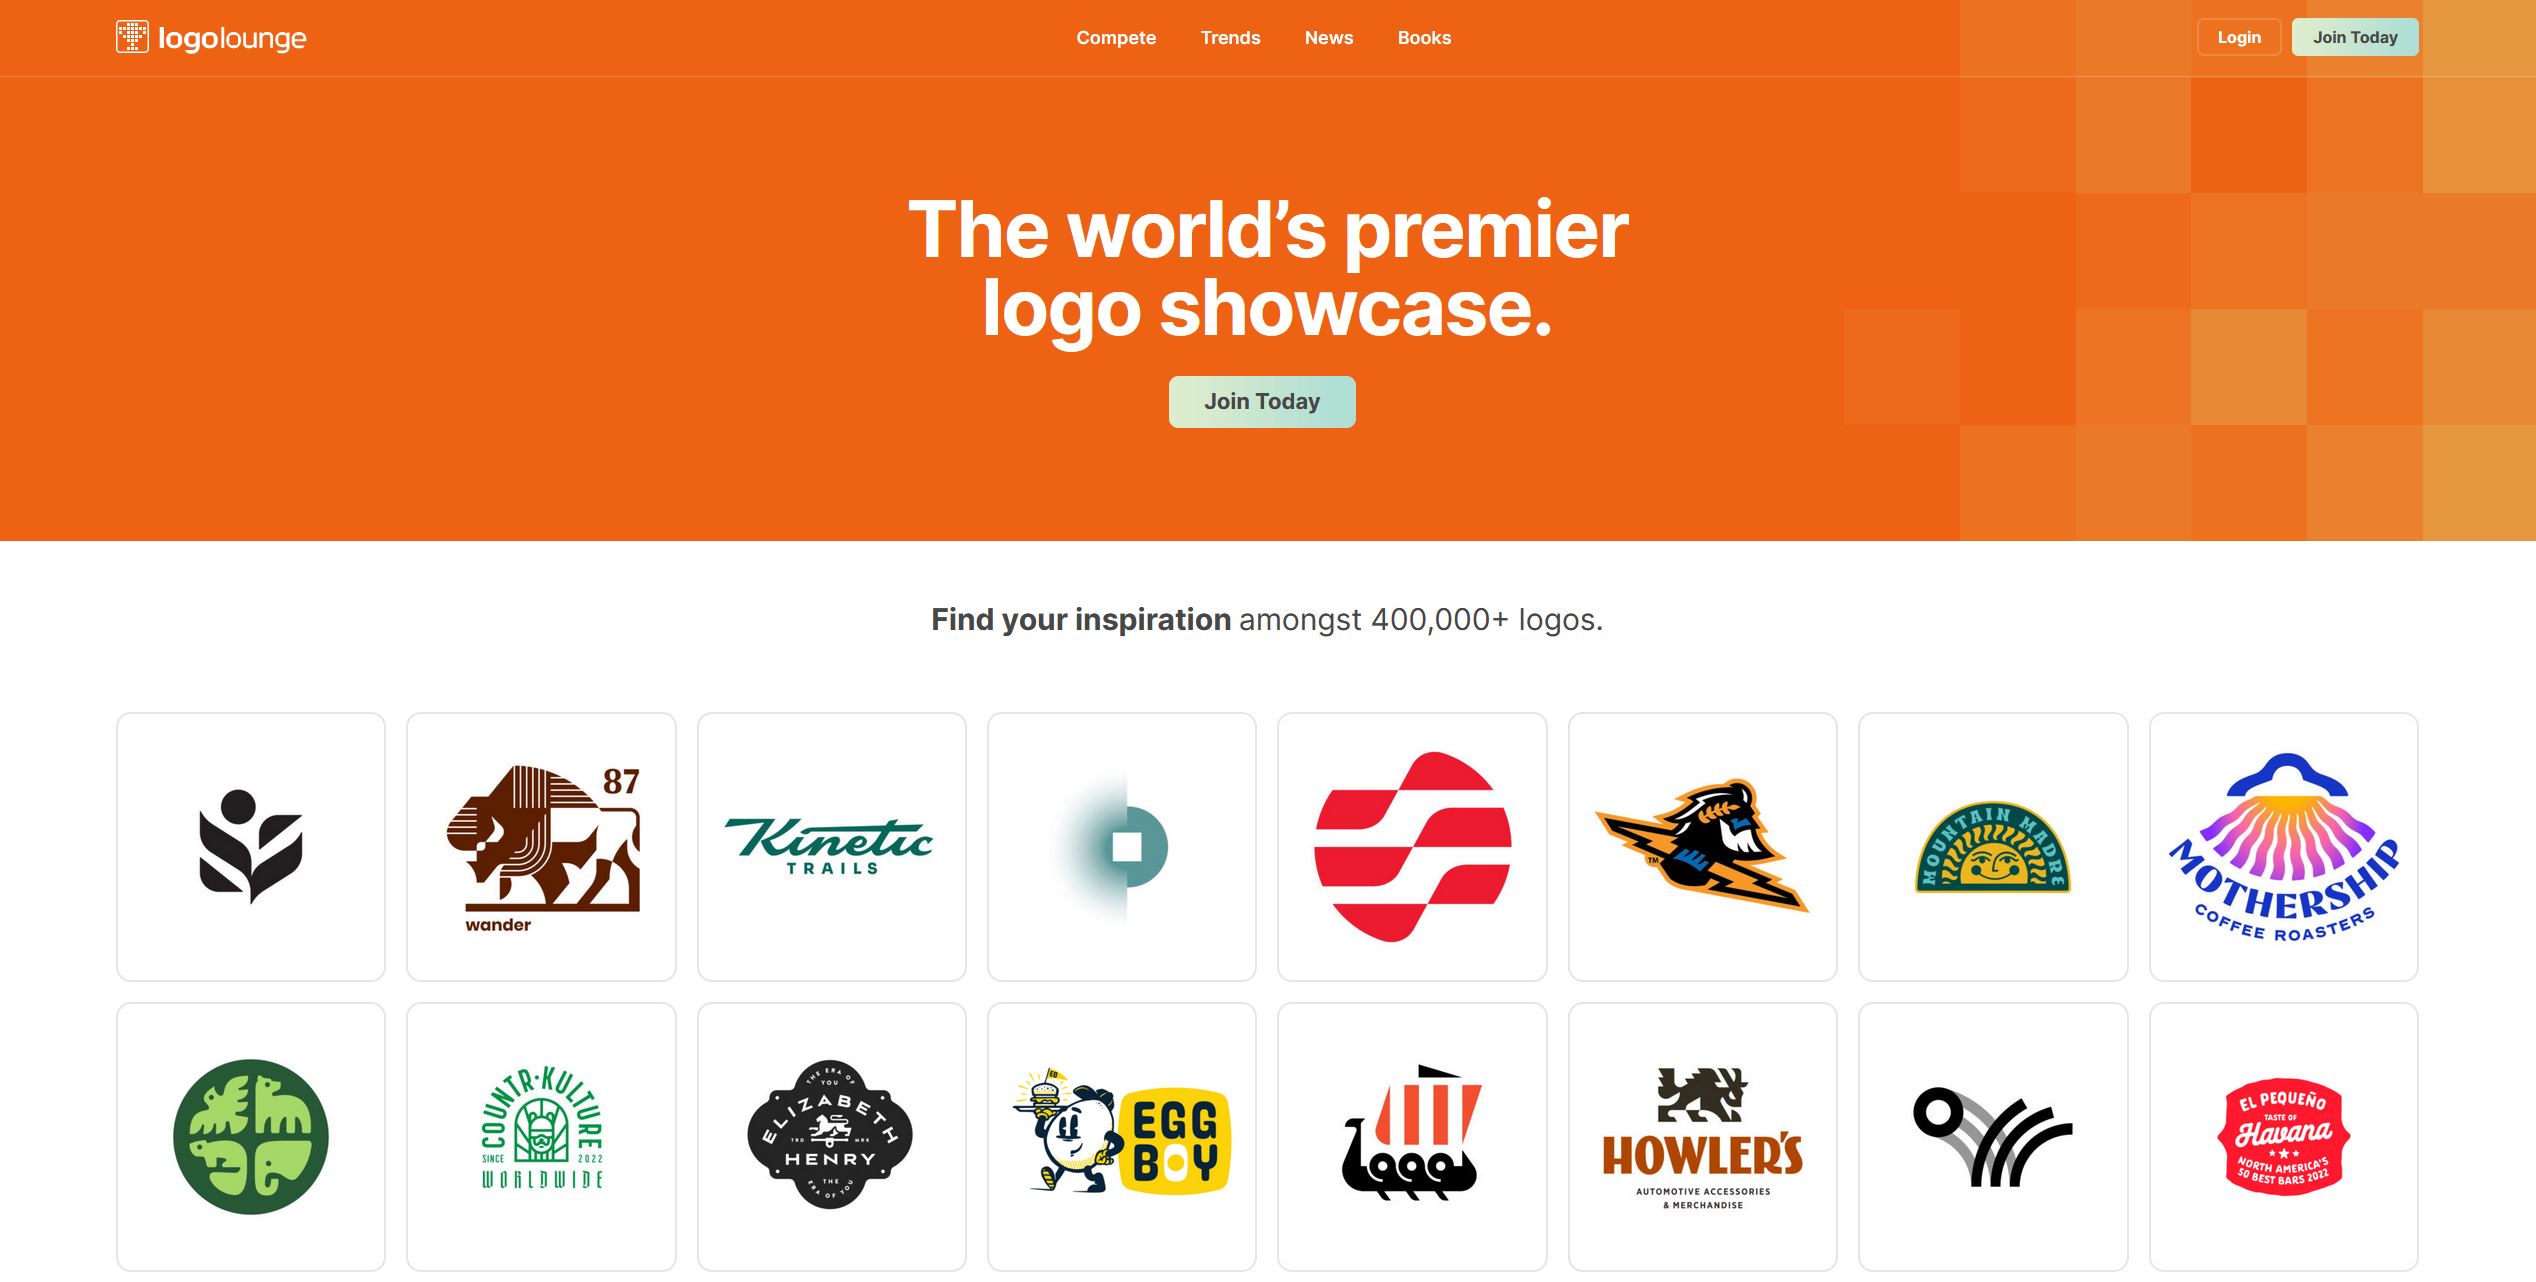 logolounge
Compete
Trends
News
Books
Login
Join Today
The world’s premier
logo showcase.
Join Today
Find your inspiration amongst 400,000+ logos.
87
wander
Kinetic
TRAILS
TM
MOUNTAIN MADRE
MOTHERSHIP
COFFEE ROASTERS
COUNTR·KULTURE
SINCE 2022
WORLDWIDE
THE ERA OF
YOU
ELIZABETH
TRD MRK
HENRY
THE
ERA OF YOU
EB
EGG
BOY
HOWLER'S
AUTOMOTIVE ACCESSORIES
& MERCHANDISE
EL PEQUEÑO
TASTE OF
Havana
NORTH AMERICA'S
50 BEST BARS 2022